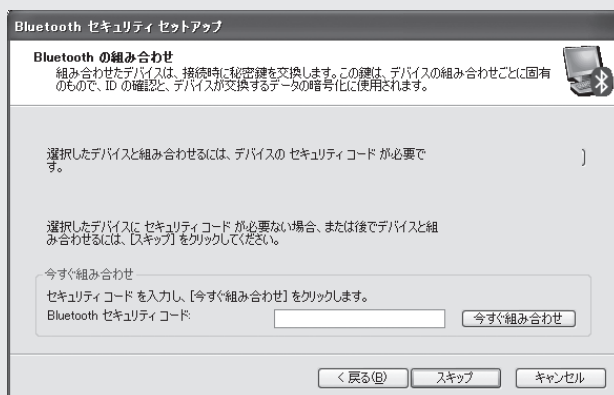 Bluetooth セキュリティ セットアップ
Bluetooth の組み合わせ
組み合わせたデバイスは、接続時に秘密鍵を交換します。この鍵は、デバイスの組み合わせごとに固有
のもので、ID の確認と、デバイスが交換するデータの暗号化に使用されます。
選択したデバイスと組み合わせるには、デバイスの セキュリティ コード が必要で
す。
選択したデバイスに セキュリティ コード が必要ない場合、または後でデバイスと組
み合わせるには、[スキップ] をクリックしてください。
今すぐ組み合わせ
セキュリティ コード を入力し、[今すぐ組み合わせ] をクリックします。
Bluetooth セキュリティ コード:
今すぐ組み合わせ
< 戻る(B) スキップ キャンセル